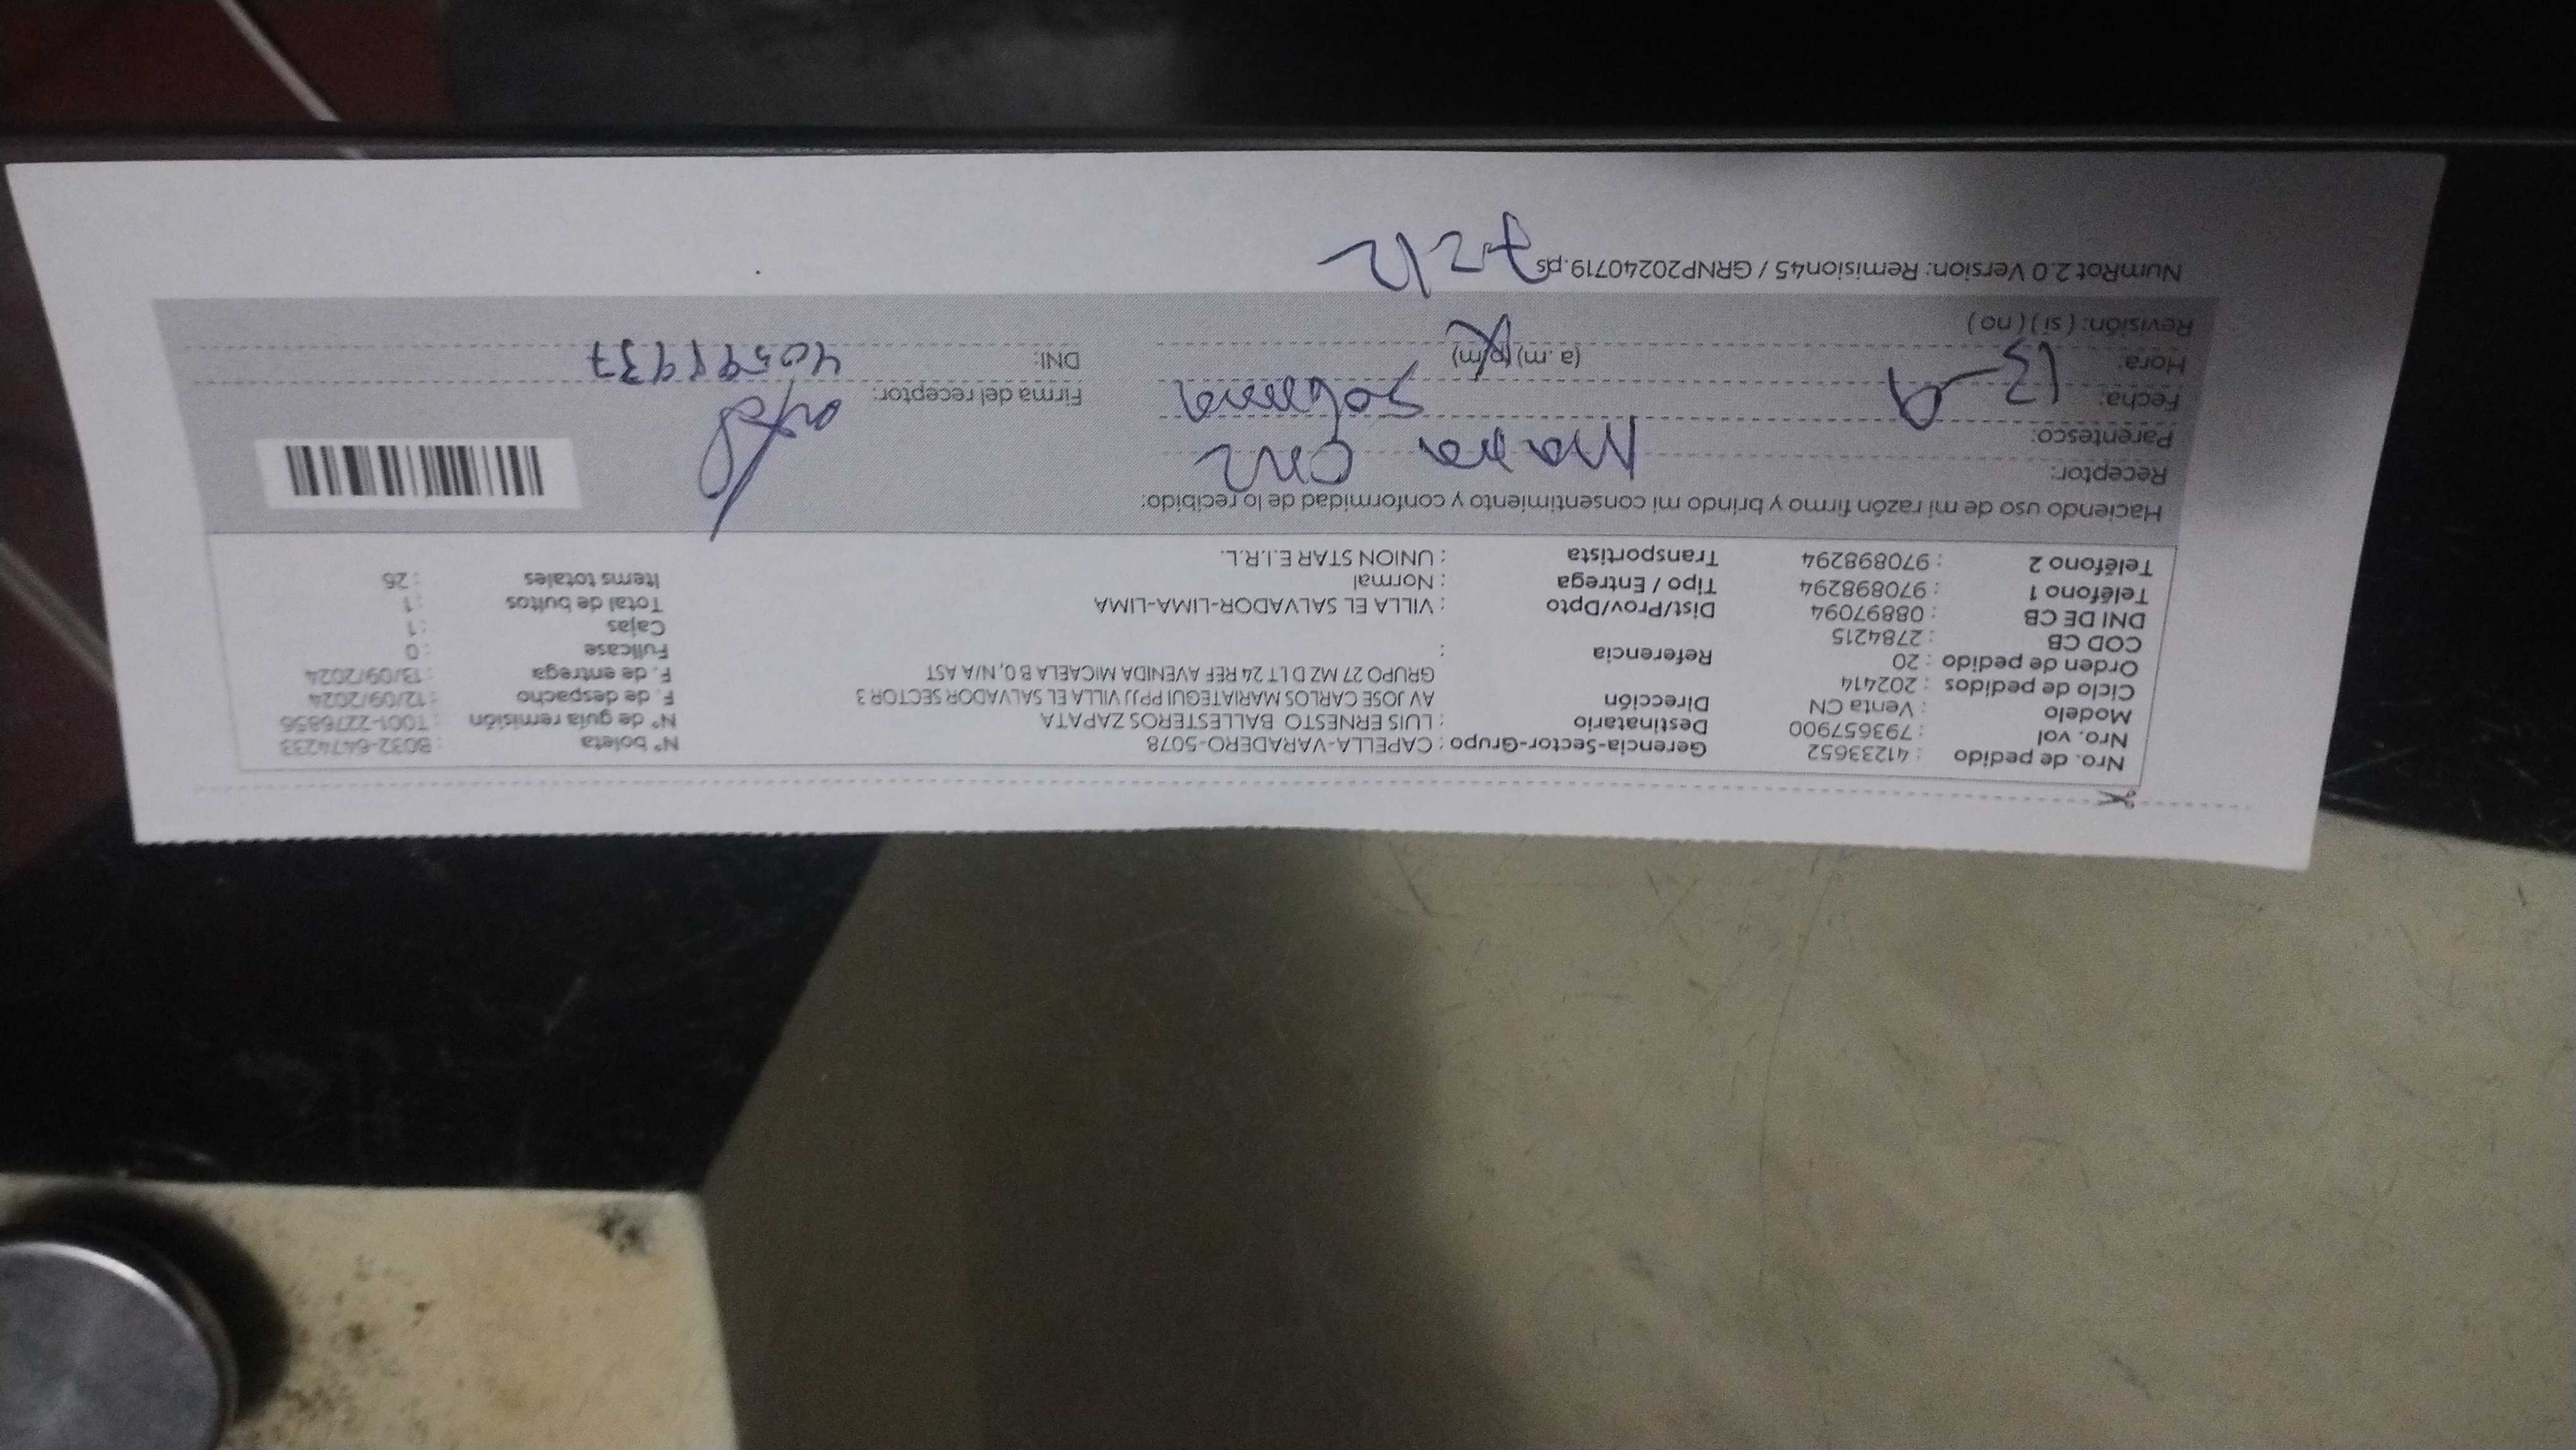 Nro. de pedido : 41233652 Gerencia-Sector-Grupo : CAPELLA-VARADERO-5078 N° boleta : B032-6474233
Nro. vol : 793657900 Destinatario : LUIS ERNESTO BALLESTEROS ZAPATA N° de guía remisión : T001-2276856
Modelo : Venta CN Dirección AV JOSE CARLOS MARIATEGUI PPJJ VILLA EL SALVADOR SECTOR 3 F. de despacho : 12/09/2024
Ciclo de pedidos : 202414 GRUPO 27 MZ D LT 24 REF AVENIDA MICAELA B 0, N/A AST F. de entrega : 13/09/2024
Orden de pedido : 20 Referencia : Fullcase : 0
COD CB : 2784215 Cajas : 1
DNI DE CB : 08897094 Dist/Prov/Dpto : VILLA EL SALVADOR-LIMA-LIMA Total de bultos : 1
Teléfono 1 : 970898294 Tipo / Entrega : Normal Items totales : 26
Teléfono 2 : 970898294 Transportista : UNION STAR E.I.R.L.
Haciendo uso de mi razón firmo y brindo mi consentimiento y conformidad de lo recibido:
Receptor: Maria Cruz
Parentesco:
Fecha: 13-9 Firma del receptor:
Hora: (a.m) (p.m) DNI:
Revisión: (si) (no)
NumRot 2.0 Version: Remision45 / GRNP20240719.ps